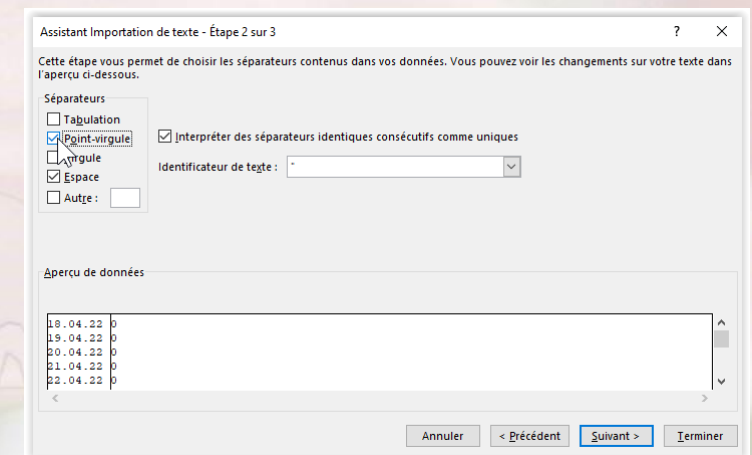 Assistant Importation de texte - Étape 2 sur 3 ? ×
Cette étape vous permet de choisir les séparateurs contenus dans vos données. Vous pouvez voir les changements sur votre texte dans
l'aperçu ci-dessous.
Séparateurs
Tabulation
Point-virgule
Interpréter des séparateurs identiques consécutifs comme uniques
Espace
Identificateur de texte : "
Autre :
Aperçu de données
18.04.22 0
19.04.22 0
20.04.22 0
21.04.22 0
22.04.22 0
Annuler < Précédent Suivant > Terminer